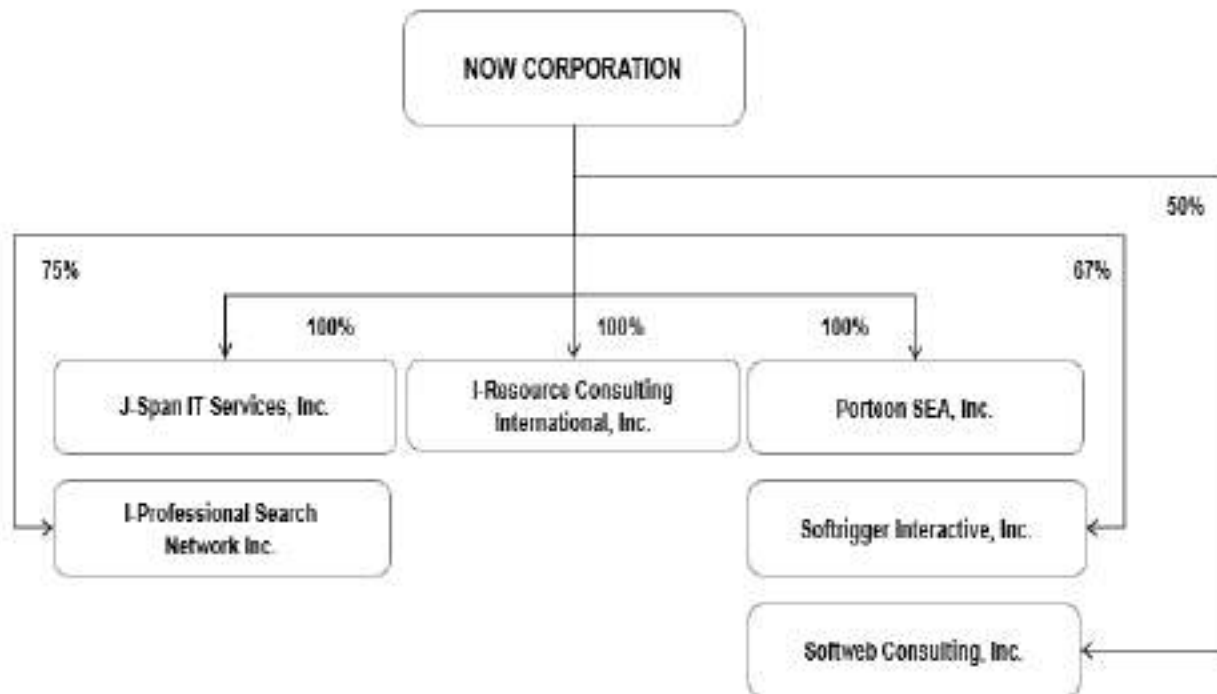 NOW CORPORATION
50%
75%
67%
100%
100%
100%
J-Span IT Services, Inc.
I-Resource Consulting
International, Inc.
Porteon SEA, Inc.
I-Professional Search
Network Inc.
Softrigger Interactive, Inc.
Softweb Consulting, Inc.